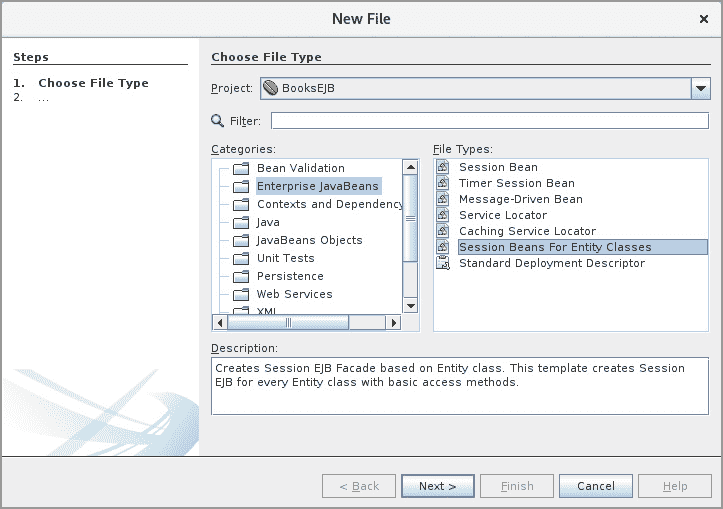 New File
Steps
1. Choose File Type
2. ...
Choose File Type
Project: BooksEJB
Filter:
Categories:
Bean Validation
Enterprise JavaBeans
Contexts and Dependency
Java
JavaBeans Objects
Unit Tests
Persistence
Web Services
XML
File Types:
Session Bean
Timer Session Bean
Message-Driven Bean
Service Locator
Caching Service Locator
Session Beans For Entity Classes
Standard Deployment Descriptor
Description:
Creates Session EJB Facade based on Entity class. This template creates Session
EJB for every Entity class with basic access methods.
< Back
Next >
Finish
Cancel
Help